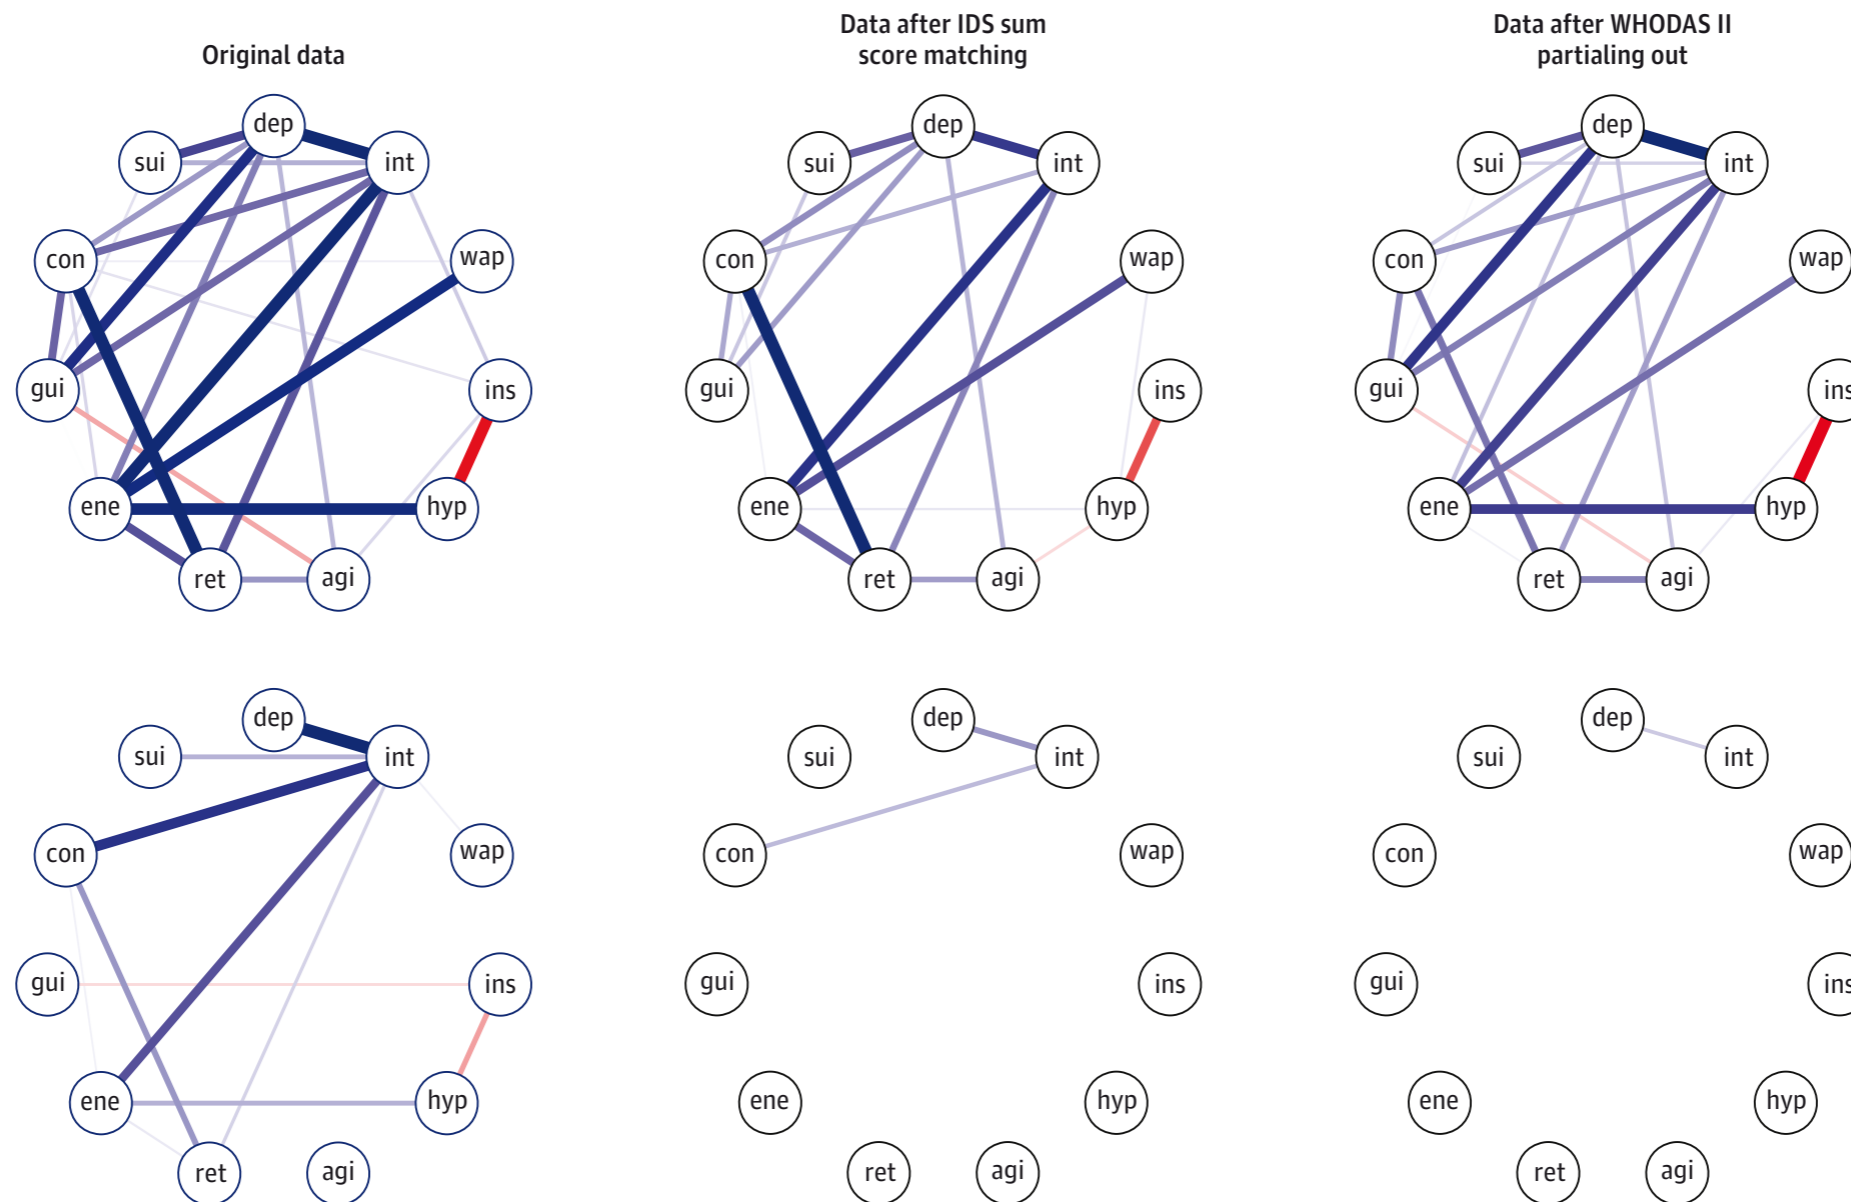 Original data
Data after IDS sum
score matching
Data after WHODAS II
partialing out
dep
sui
int
con
wap
gui
ins
ene
hyp
ret
agi
dep
sui
int
con
wap
gui
ins
ene
hyp
ret
agi
dep
sui
int
con
wap
gui
ins
ene
hyp
ret
agi
dep
sui
int
con
wap
gui
ins
ene
hyp
ret
agi
dep
sui
int
con
wap
gui
ins
ene
hyp
ret
agi
dep
sui
int
con
wap
gui
ins
ene
hyp
ret
agi